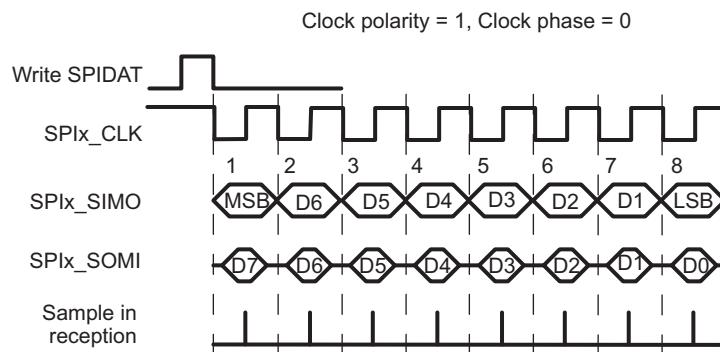 Clock polarity = 1, Clock phase = 0
Write SPIDAT
SPIx_CLK
1 2 3 4 5 6 7 8
SPIx_SIMO MSB D6 D5 D4 D3 D2 D1 LSB
SPIx_SOMI D7 D6 D5 D4 D3 D2 D1 D0
Sample in
reception